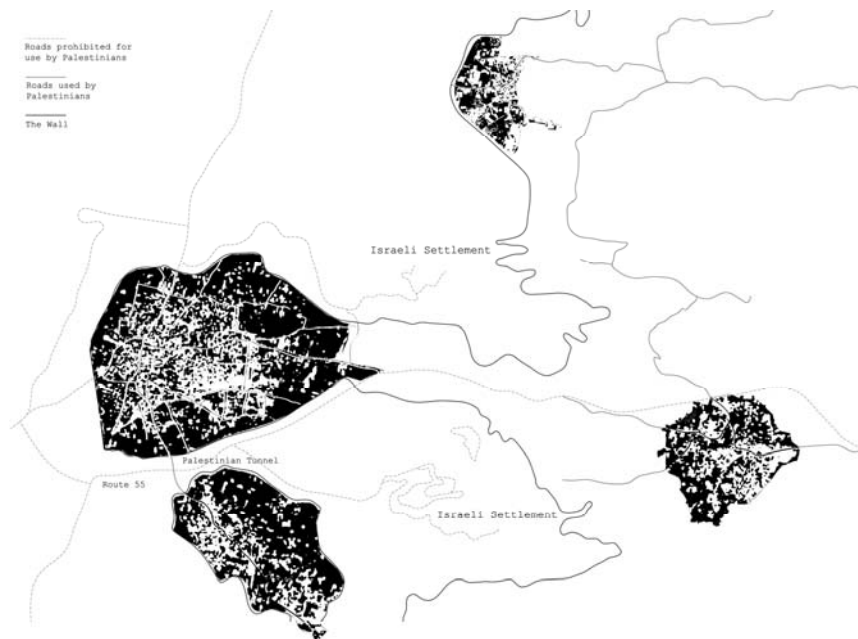 Roads prohibited for
use by Palestinians
Roads used by
Palestinians
The Wall
Israeli Settlement
Palestinian Tunnel
Route 55
Israeli Settlement